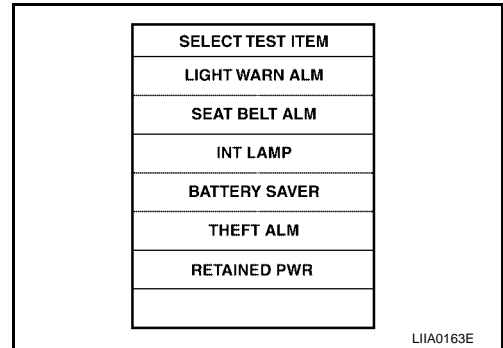 SELECT TEST ITEM
LIGHT WARN ALM
SEAT BELT ALM
INT LAMP
BATTERY SAVER
THEFT ALM
RETAINED PWR
LIIA0163E